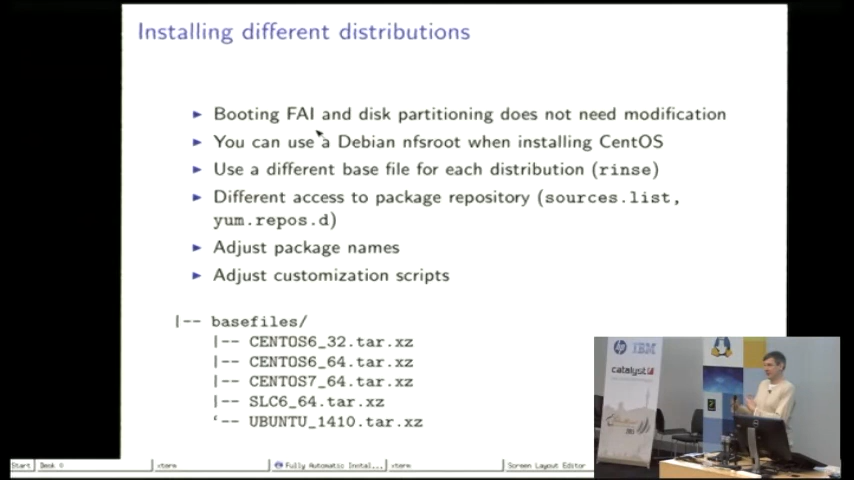 Installing different distributions
Booting FAI and disk partitioning does not need modification
You can use a Debian nfsroot when installing CentOS
Use a different base file for each distribution (rinse)
Different access to package repository (sources.list,
yum.repos.d)
Adjust package names
Adjust customization scripts
|-- basefiles/
|-- CENTOS6_32.tar.xz
|-- CENTOS6_64.tar.xz
|-- CENTOS7_64.tar.xz
|-- SLC6_64.tar.xz
‘-- UBUNTU_1410.tar.xz
hp IBM
catalyst
Start Desk 0 xterm Fully Automatic Instal... xterm Screen Layout Editor